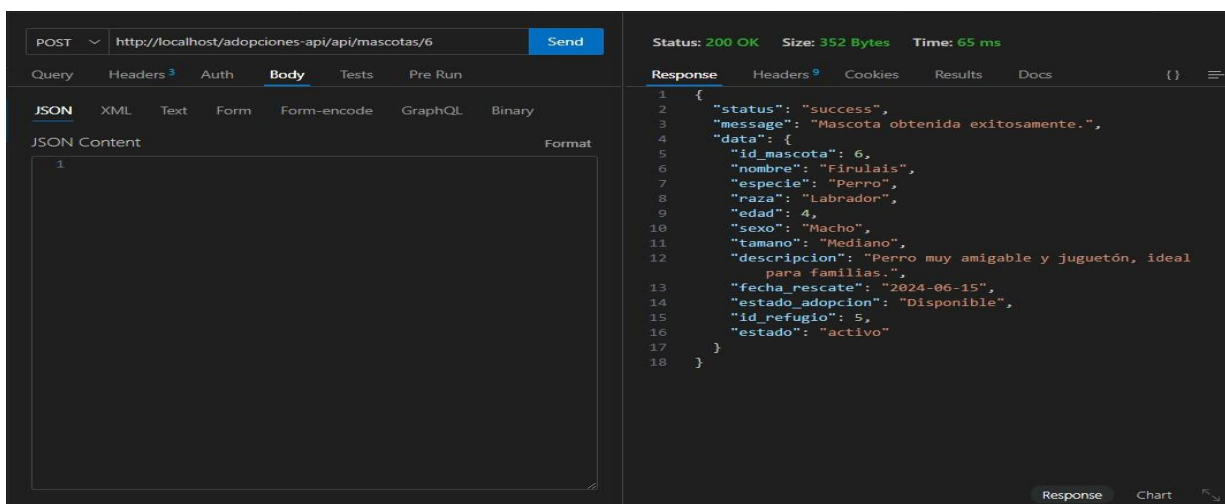 POST http://localhost/adopciones-api/api/mascotas/6 Send
Query Headers 3 Auth Body Tests Pre Run
JSON XML Text Form Form-encode GraphQL Binary
JSON Content Format
1
Status: 200 OK Size: 352 Bytes Time: 65 ms
Response Headers 9 Cookies Results Docs {}
1 {
2 "status": "success",
3 "message": "Mascota obtenida exitosamente.",
4 "data": {
5 "id_mascota": 6,
6 "nombre": "Firulais",
7 "especie": "Perro",
8 "raza": "Labrador",
9 "edad": 4,
10 "sexo": "Macho",
11 "tamano": "Mediano",
12 "descripcion": "Perro muy amigable y juguetón, ideal
para familias.",
13 "fecha_rescate": "2024-06-15",
14 "estado_adopcion": "Disponible",
15 "id_refugio": 5,
16 "estado": "activo"
17 }
18 }
Response Chart